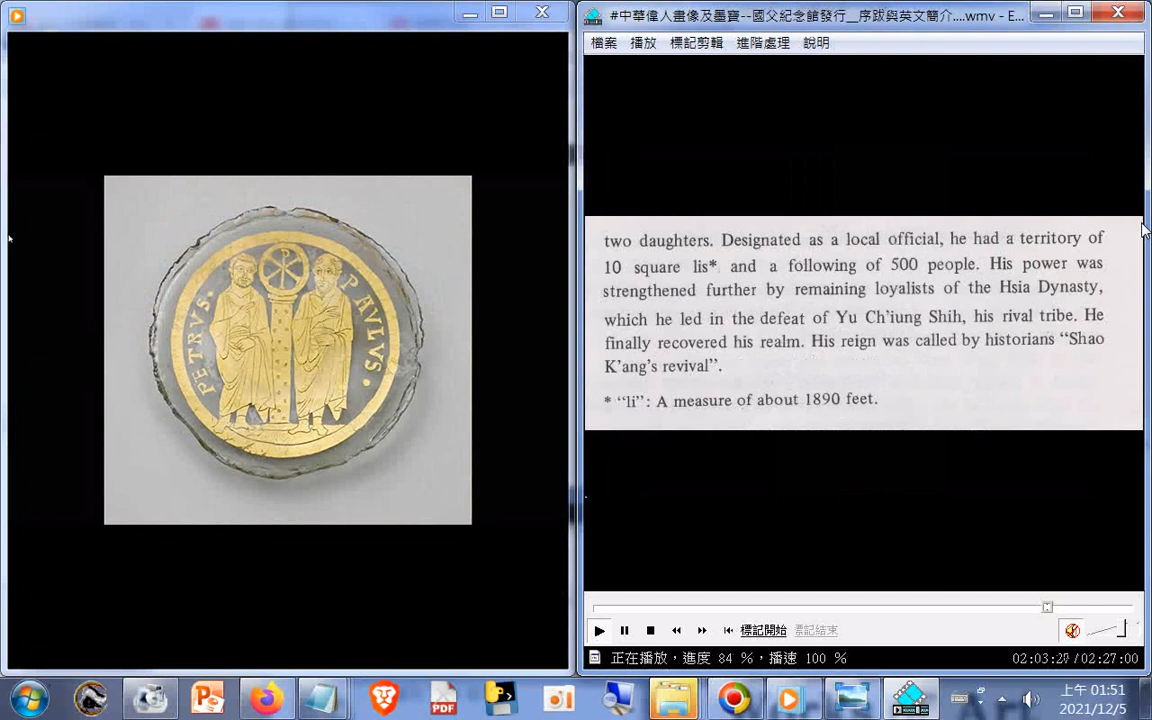 PETRVS.
PAVLVS•
#中華偉人畫像及墨寶--國父紀念館發行__序跋與英文簡介....wmv - E...
檔案 播放 標記剪輯 進階處理 說明
two daughters. Designated as a local official, he had a territory of
10 square lis* and a following of 500 people. His power was
strengthened further by remaining loyalists of the Hsia Dynasty,
which he led in the defeat of Yu Ch'iung Shih, his rival tribe. He
finally recovered his realm. His reign was called by historians “Shao
K'ang's revival”.
* “li”: A measure of about 1890 feet.
標記開始 標記結束
正在播放，進度 84 %，播速 100 %
02:03:27/02:27:00
PDF
上午 01:51
2021/12/5